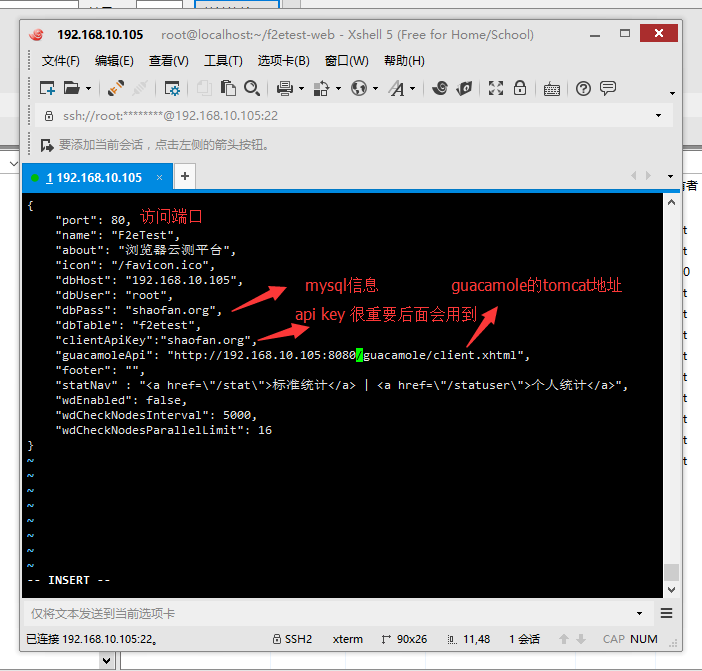 192.168.10.105 root@localhost:~/f2etest-web - Xshell 5 (Free for Home/School)
文件(F) 编辑(E) 查看(V) 工具(T) 选项卡(B) 窗口(W) 帮助(H)
ssh://root:********@192.168.10.105:22
要添加当前会话，点击左侧的箭头按钮。
1 192.168.10.105 × +
者
{
"port": 80, 访问端口
"name": "F2eTest",
"about": "浏览器云测平台",
"icon": "/favicon.ico",
"dbHost": "192.168.10.105",
"dbUser": "root", mysql信息 guacamole的tomcat地址
"dbPass": "shaofan.org",
api key 很重要后面会用到
"dbTable": "f2etest",
"clientApiKey":"shaofan.org",
"guacamoleApi": "http://192.168.10.105:8080/guacamole/client.xhtml",
"footer": "",
"statNav" : "<a href=\"/stat\">标准统计</a> | <a href=\"/statuser\">个人统计</a>",
"wdEnabled": false,
"wdCheckNodesInterval": 5000,
"wdCheckNodesParallelLimit": 16
}
~
~
~
~
~
~
~
~
-- INSERT --
仅将文本发送到当前选项卡
已连接 192.168.10.105:22。 SSH2 xterm 90x26 11,48 1 会话 CAP NUM